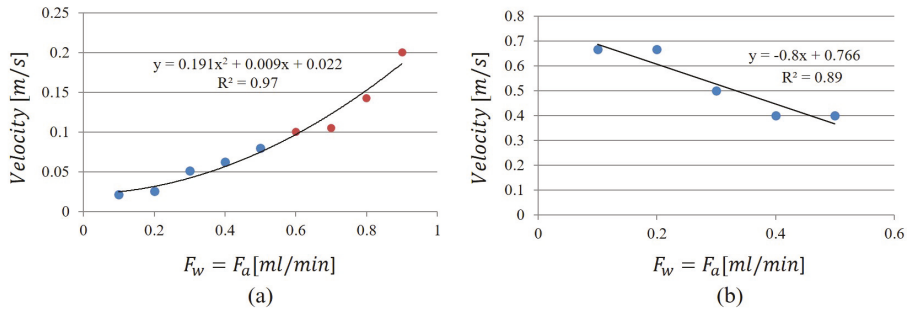 0.25
0.2
0.15
0.1
0.05
0
Velocity [m/s]
y = 0.191x² + 0.009x + 0.022
R² = 0.97
0 0.2 0.4 0.6 0.8 1
F_w = F_a[ml/min]
(a)
0.8
0.7
0.6
0.5
0.4
0.3
0.2
0.1
0
Velocity [m/s]
y = -0.8x + 0.766
R² = 0.89
0 0.2 0.4 0.6
F_w = F_a[ml/min]
(b)